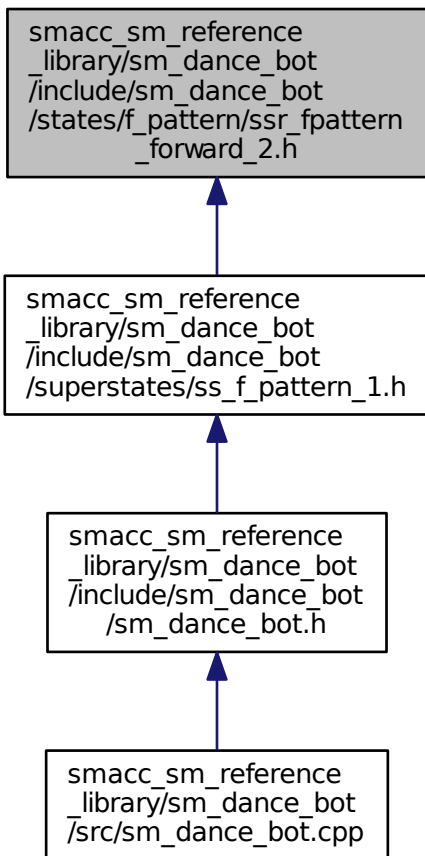 smacc_sm_reference
_library/sm_dance_bot
/include/sm_dance_bot
/states/f_pattern/ssr_fpattern
_forward_2.h
smacc_sm_reference
_library/sm_dance_bot
/include/sm_dance_bot
/superstates/ss_f_pattern_1.h
smacc_sm_reference
_library/sm_dance_bot
/include/sm_dance_bot
/sm_dance_bot.h
smacc_sm_reference
_library/sm_dance_bot
/src/sm_dance_bot.cpp